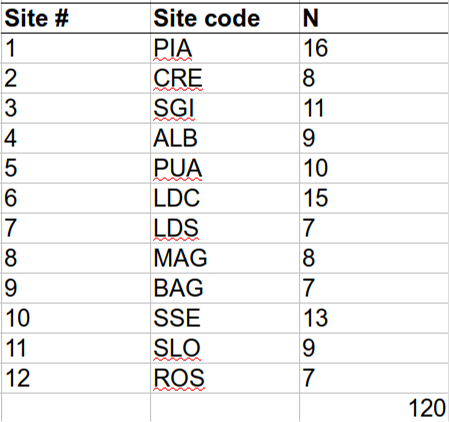 Site # Site code N
1 PIA 16
2 CRE 8
3 SGI 11
4 ALB 9
5 PUA 10
6 LDC 15
7 LDS 7
8 MAG 8
9 BAG 7
10 SSE 13
11 SLO 9
12 ROS 7
120